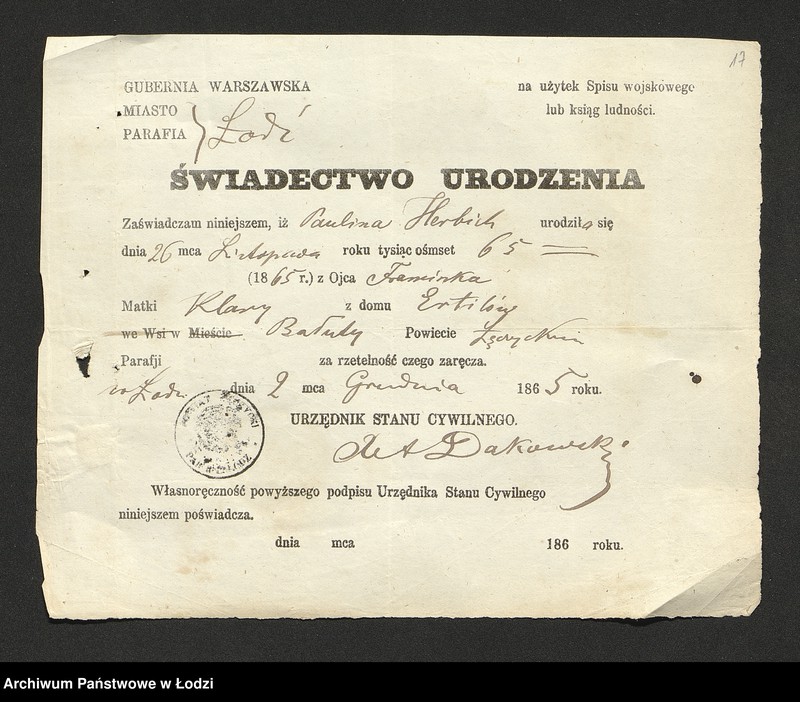 17
GUBERNIA WARSZAWSKA
na użytek Spisu wojskowego
MIASTO
lub ksiąg ludności.
PARAFIA } Łodź
ŚWIADECTWO URODZENIA
Zaświadczam niniejszem, iż Paulina Herbich urodziła się
dnia 26 mca Listopada roku tysiąc ośmset 65
(1865 r.) z Ojca Franciszka
Matki Klary z domu
we Wsi w Mieście Bałuty Powiecie Łęczyckim
Parafji za rzetelność czego zaręcza.
w Łodzi dnia 2 mca Grudnia 1865 roku.
URZĘDNIK STANU CYWILNEGO.
Dakowski
Własnoręczność powyższego podpisu Urzędnika Stanu Cywilnego
niniejszem poświadcza.
dnia mca 186 roku.
Archiwum Państwowe w Łodzi